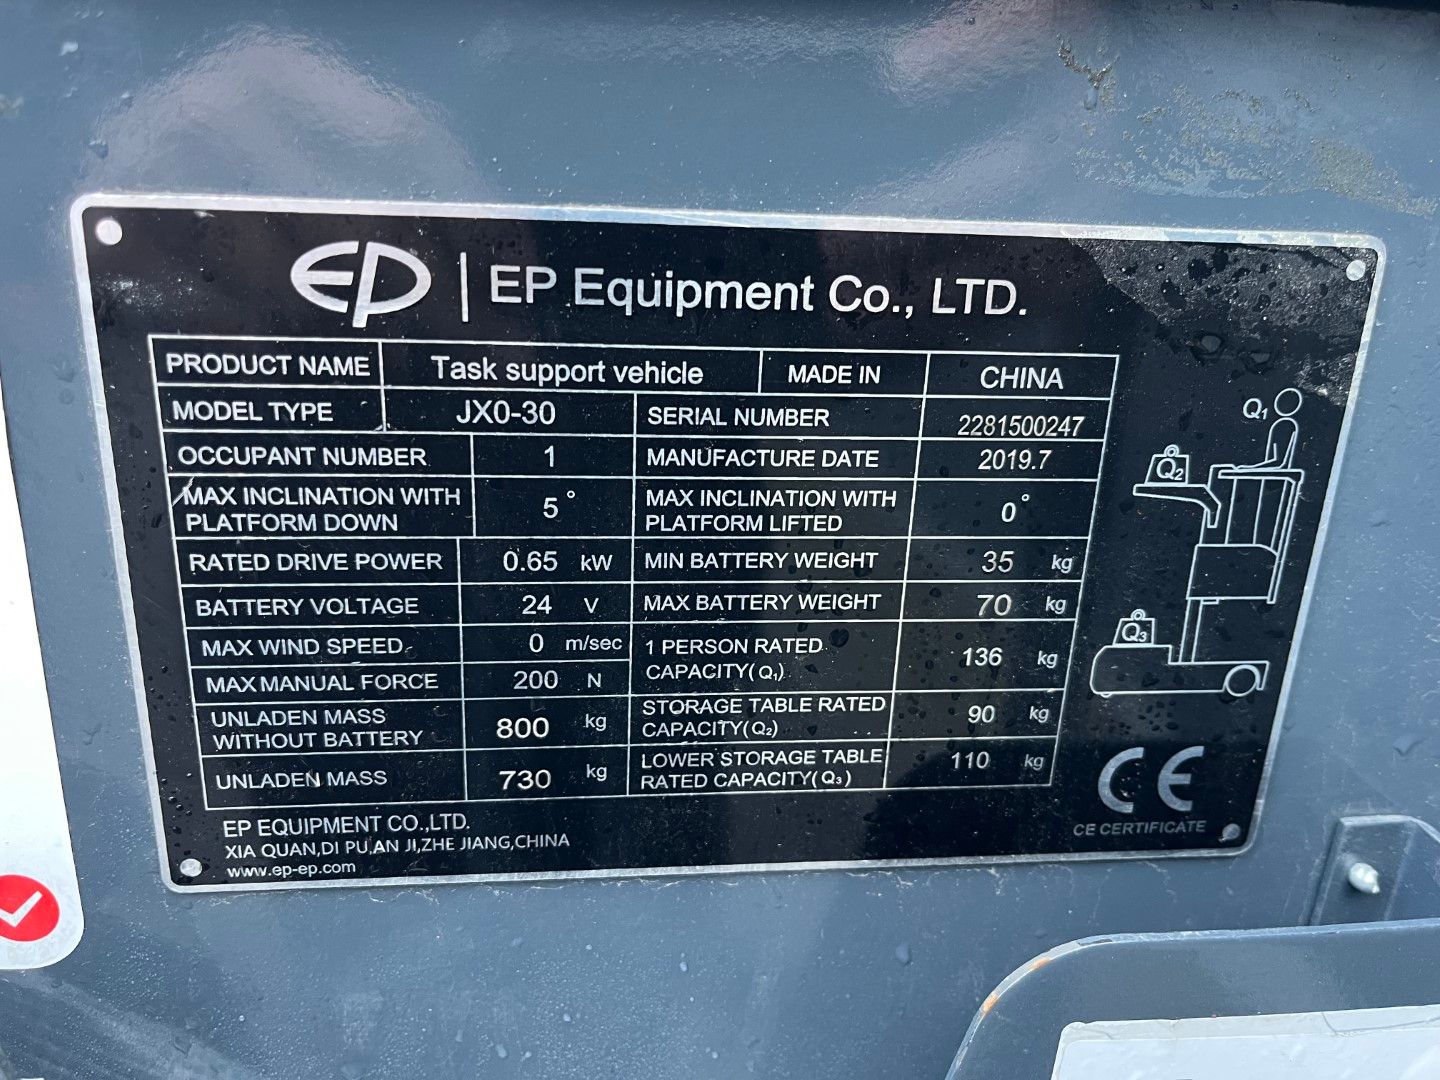 EP | EP Equipment Co., LTD.
PRODUCT NAME Task support vehicle MADE IN CHINA
MODEL TYPE JX0-30 SERIAL NUMBER 2281500247
OCCUPANT NUMBER 1 MANUFACTURE DATE 2019.7
MAX INCLINATION WITH PLATFORM DOWN 5° MAX INCLINATION WITH PLATFORM LIFTED 0°
RATED DRIVE POWER 0.65 kW MIN BATTERY WEIGHT 35 kg
BATTERY VOLTAGE 24 V MAX BATTERY WEIGHT 70 kg
MAX WIND SPEED 0 m/sec 1 PERSON RATED CAPACITY(Q1) 136 kg
MAX MANUAL FORCE 200 N
UNLADEN MASS WITHOUT BATTERY 800 kg STORAGE TABLE RATED CAPACITY(Q2) 90 kg
UNLADEN MASS 730 kg LOWER STORAGE TABLE RATED CAPACITY(Q3) 110 kg
Q1
Q2
Q3
CE
CE CERTIFICATE
EP EQUIPMENT CO.,LTD.
XIA QUAN,DI PU,AN JI,ZHE JIANG,CHINA
www.ep-ep.com